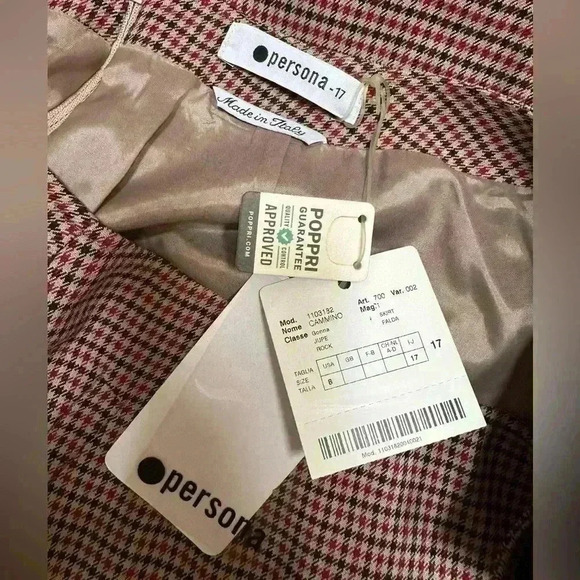 persona -17
Made in Italy
POPPRI
GUARANTEE
QUALITY CONTROL
APPROVED
POPPRI.COM
Mod. 1103182 Art. 700 Var. 002
Nome CAMMINO Mag.
Classe Gonna SKIRT
JUPE FALDA
ROCK
TAGLIA USA GB F-B CH-NL A-D I-J
SIZE
TALLA 8 17
17
persona